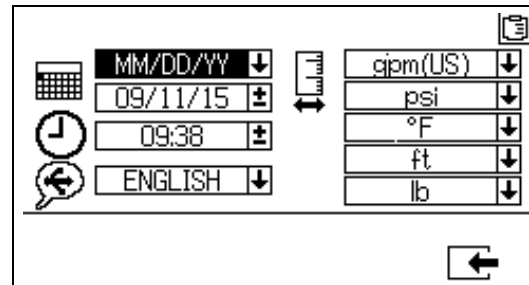 MM/DD/YY
09/11/15
09:38
ENGLISH
gpm(US)
psi
°F
ft
lb